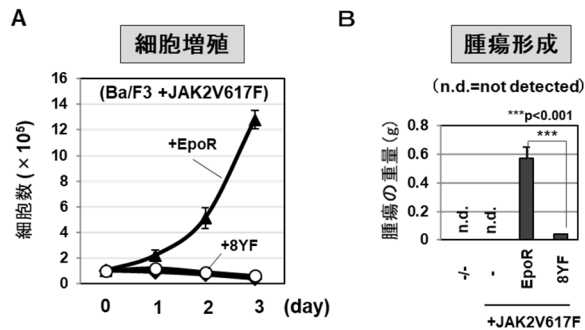 A
細胞増殖
(Ba/F3 +JAK2V617F)
細胞数 (×10⁵)
16
14
12
10
8
6
4
2
0
+EpoR
+8YF
0 1 2 3 (day)
B
腫瘍形成
(n.d.=not detected)
***p<0.001
***
腫瘍の重量(g)
0.8
0.6
0.4
0.2
0
n.d.
n.d.
-/-
-
EpoR
8YF
+JAK2V617F